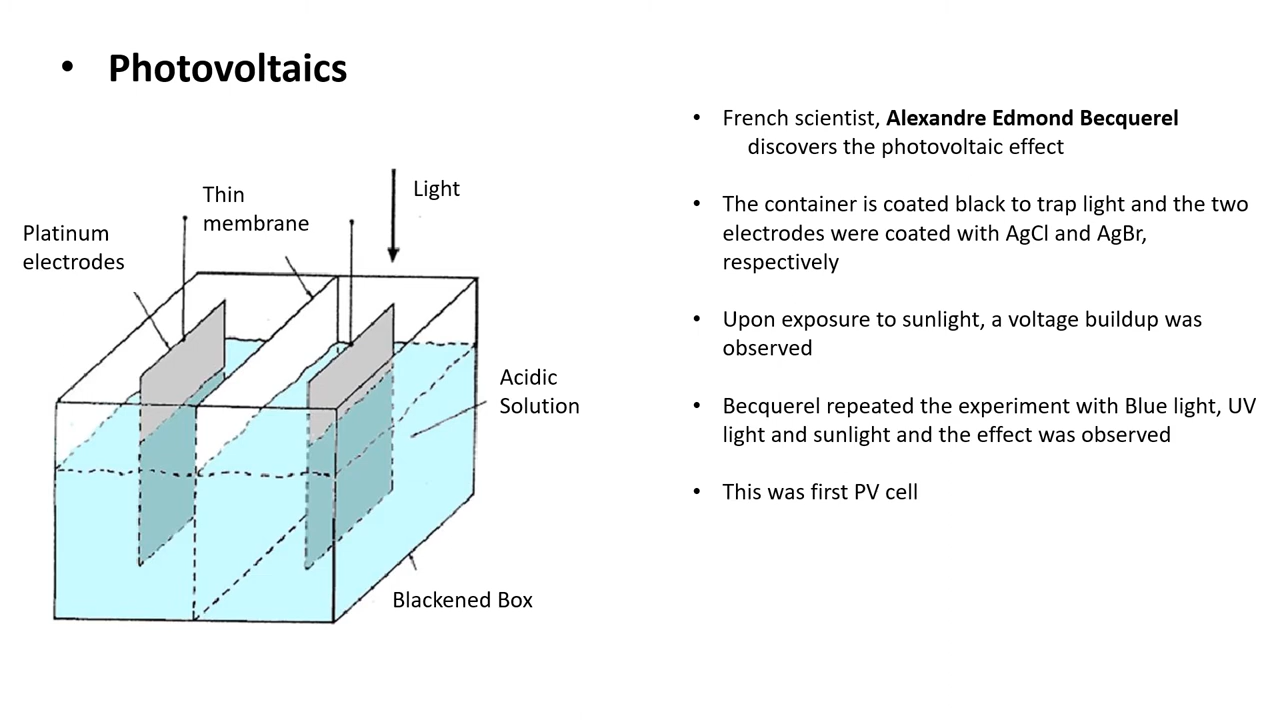 • Photovoltaics
Thin
membrane
Light
Platinum
electrodes
Acidic
Solution
Blackened Box
• French scientist, Alexandre Edmond Becquerel
discovers the photovoltaic effect
• The container is coated black to trap light and the two
electrodes were coated with AgCl and AgBr,
respectively
• Upon exposure to sunlight, a voltage buildup was
observed
• Becquerel repeated the experiment with Blue light, UV
light and sunlight and the effect was observed
• This was first PV cell